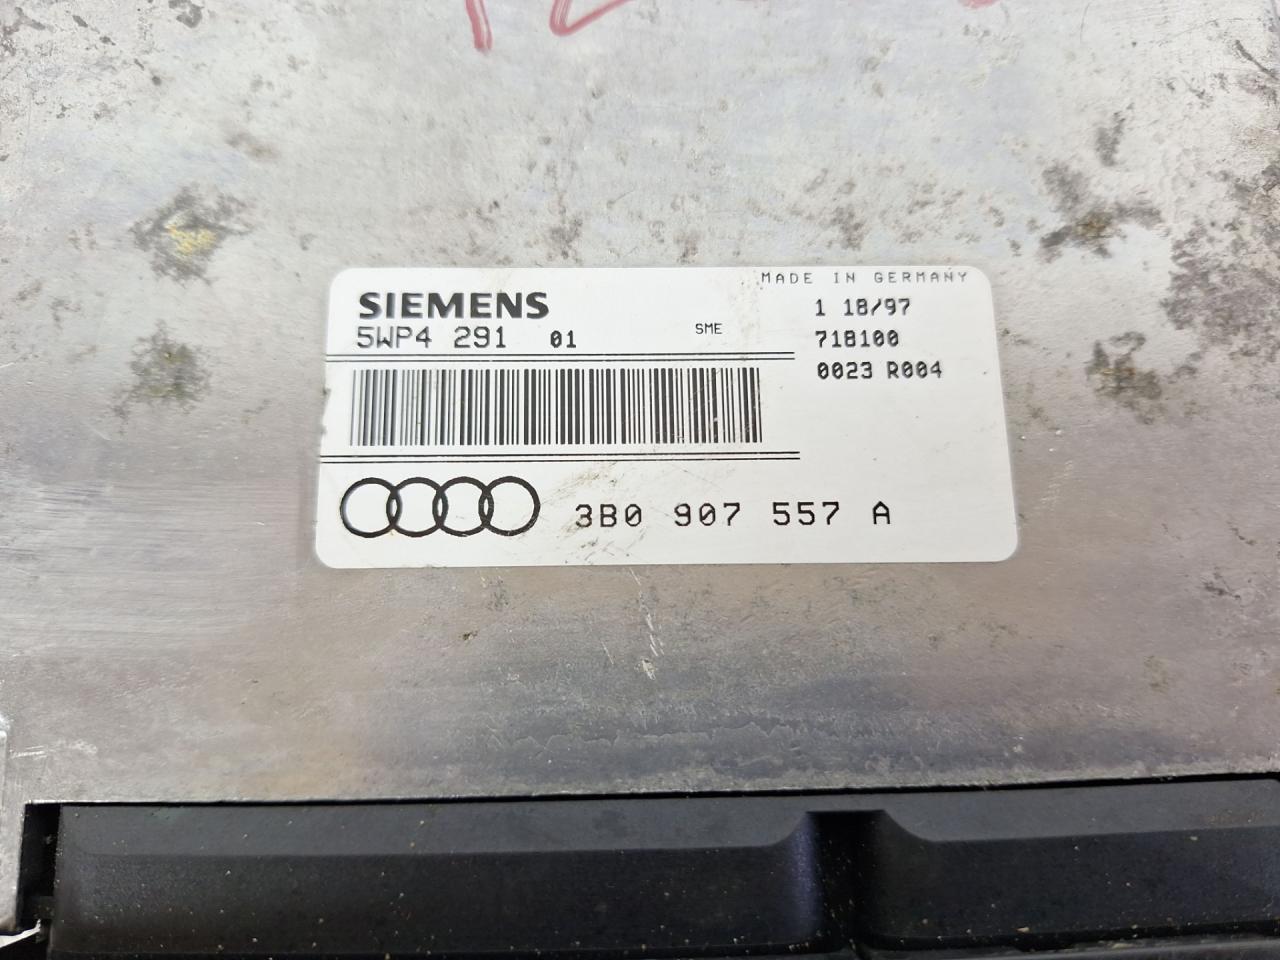 MADE IN GERMANY
SIEMENS
1 18/97
5WP4 291 01
SME
718100
0023 R004
3B0 907 557 A